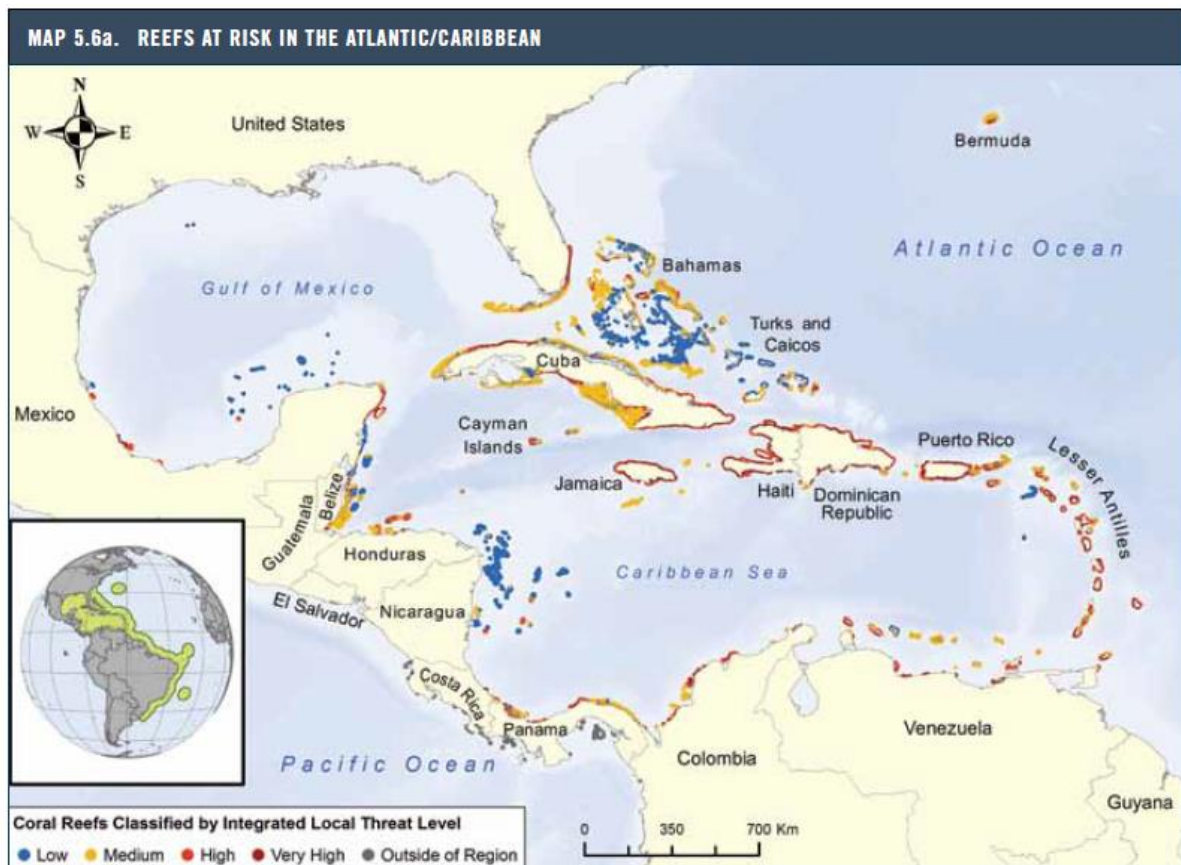 MAP 5.6a. REEFS AT RISK IN THE ATLANTIC/CARIBBEAN
N
W
E
S
United States
Bermuda
Atlantic Ocean
Gulf of Mexico
Bahamas
Turks and
Caicos
Cuba
Mexico
Cayman
Islands
Puerto Rico
Lesser Antilles
Jamaica
Haiti
Dominican
Republic
Belize
Guatemala
Honduras
Caribbean Sea
El Salvador
Nicaragua
Costa Rica
Panama
Venezuela
Colombia
Pacific Ocean
Guyana
Coral Reefs Classified by Integrated Local Threat Level
Low Medium High Very High Outside of Region
0 350 700 Km